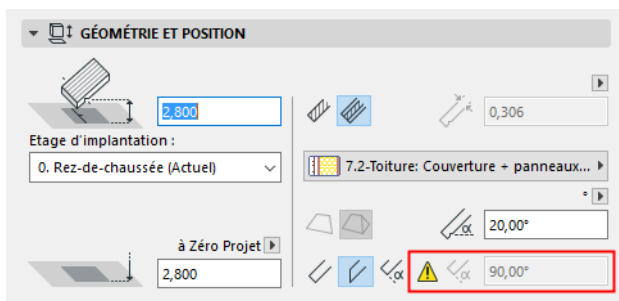 GÉOMÉTRIE ET POSITION
2,800
0,306
Etage d'implantation :
0. Rez-de-chaussée (Actuel)
7.2-Toiture: Couverture + panneaux...
°
α
20,00°
à Zéro Projet
2,800
α
α
90,00°